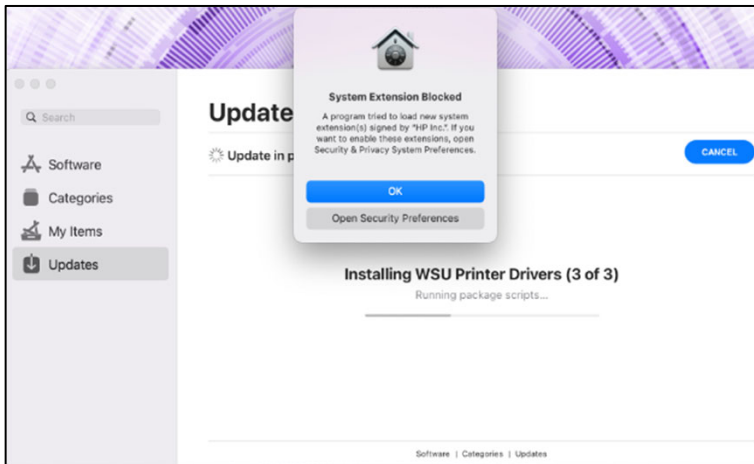 Search
Software
Categories
My Items
Updates
Update
Update in p
CANCEL
System Extension Blocked
A program tried to load new system
extension(s) signed by "HP Inc.". If you
want to enable these extensions, open
Security & Privacy System Preferences.
OK
Open Security Preferences
Installing WSU Printer Drivers (3 of 3)
Running package scripts...
Software | Categories | Updates